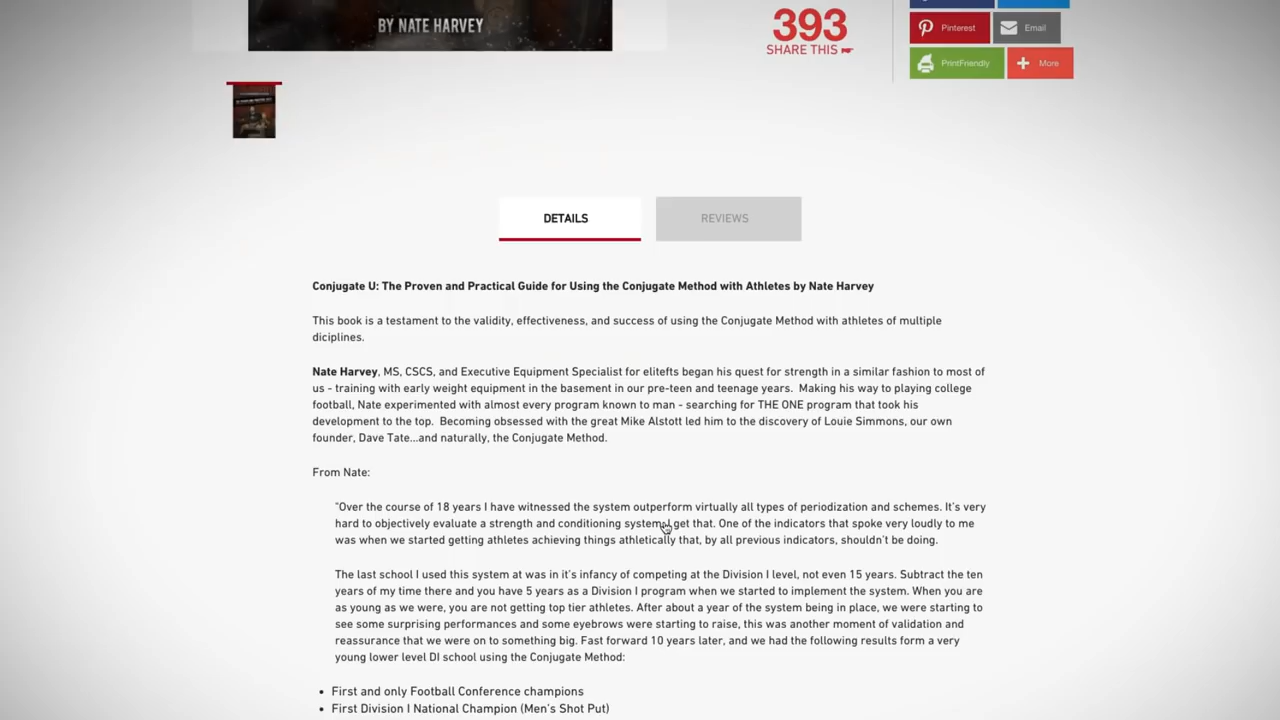 BY NATE HARVEY
393
SHARE THIS
Pinterest
Email
PrintFriendly
More
DETAILS
REVIEWS
Conjugate U: The Proven and Practical Guide for Using the Conjugate Method with Athletes by Nate Harvey
This book is a testament to the validity, effectiveness, and success of using the Conjugate Method with athletes of multiple
diciplines.
Nate Harvey, MS, CSCS, and Executive Equipment Specialist for elitefts began his quest for strength in a similar fashion to most of
us - training with early weight equipment in the basement in our pre-teen and teenage years. Making his way to playing college
football, Nate experimented with almost every program known to man - searching for THE ONE program that took his
development to the top. Becoming obsessed with the great Mike Alstott led him to the discovery of Louie Simmons, our own
founder, Dave Tate...and naturally, the Conjugate Method.
From Nate:
"Over the course of 18 years I have witnessed the system outperform virtually all types of periodization and schemes. It's very
hard to objectively evaluate a strength and conditioning system, get that. One of the indicators that spoke very loudly to me
was when we started getting athletes achieving things athletically that, by all previous indicators, shouldn't be doing.
The last school I used this system at was in it's infancy of competing at the Division I level, not even 15 years. Subtract the ten
years of my time there and you have 5 years as a Division I program when we started to implement the system. When you are
as young as we were, you are not getting top tier athletes. After about a year of the system being in place, we were starting to
see some surprising performances and some eyebrows were starting to raise, this was another moment of validation and
reassurance that we were on to something big. Fast forward 10 years later, and we had the following results form a very
young lower level DI school using the Conjugate Method:
• First and only Football Conference champions
• First Division I National Champion (Men's Shot Put)